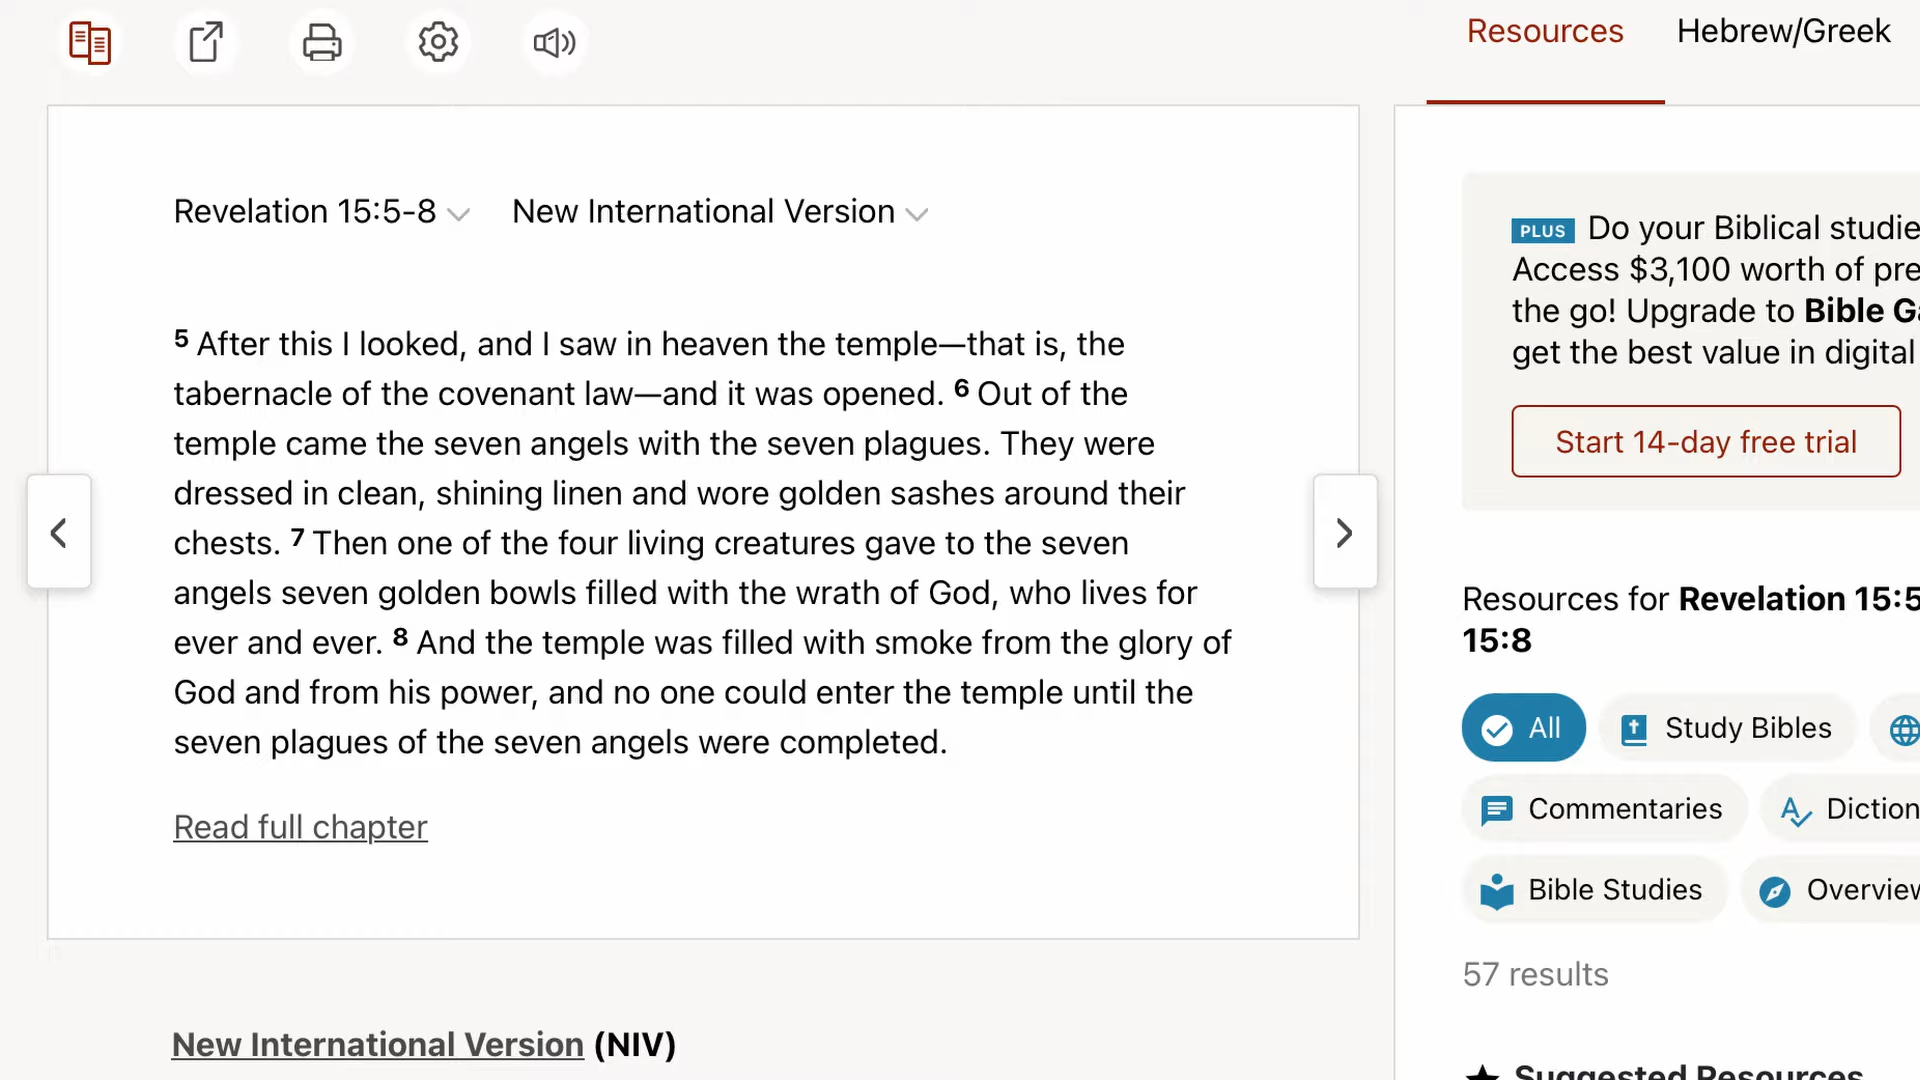 Resources Hebrew/Greek
Revelation 15:5-8 New International Version
5 After this I looked, and I saw in heaven the temple—that is, the
tabernacle of the covenant law—and it was opened. 6 Out of the
temple came the seven angels with the seven plagues. They were
dressed in clean, shining linen and wore golden sashes around their
chests. 7 Then one of the four living creatures gave to the seven
angels seven golden bowls filled with the wrath of God, who lives for
ever and ever. 8 And the temple was filled with smoke from the glory of
God and from his power, and no one could enter the temple until the
seven plagues of the seven angels were completed.
Read full chapter
New International Version (NIV)
PLUS Do your Biblical studie
Access $3,100 worth of pre
the go! Upgrade to Bible Ga
get the best value in digital
Start 14-day free trial
Resources for Revelation 15:5
15:8
All Study Bibles
Commentaries Diction
Bible Studies Overview
57 results
Suggested Resources